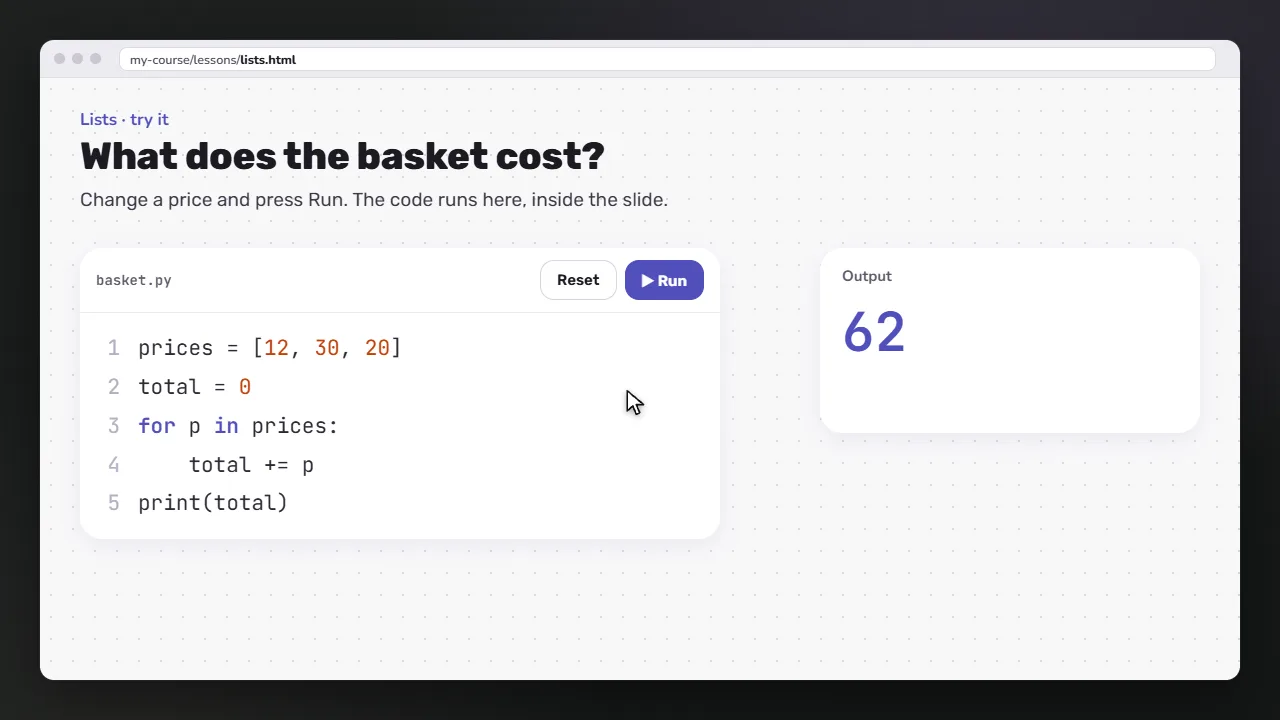 my-course/lessons/lists.html
Lists · try it
What does the basket cost?
Change a price and press Run. The code runs here, inside the slide.
basket.py
Reset
▶ Run
1 prices = [12, 30, 20]
2 total = 0
3 for p in prices:
4     total += p
5 print(total)
Output
62